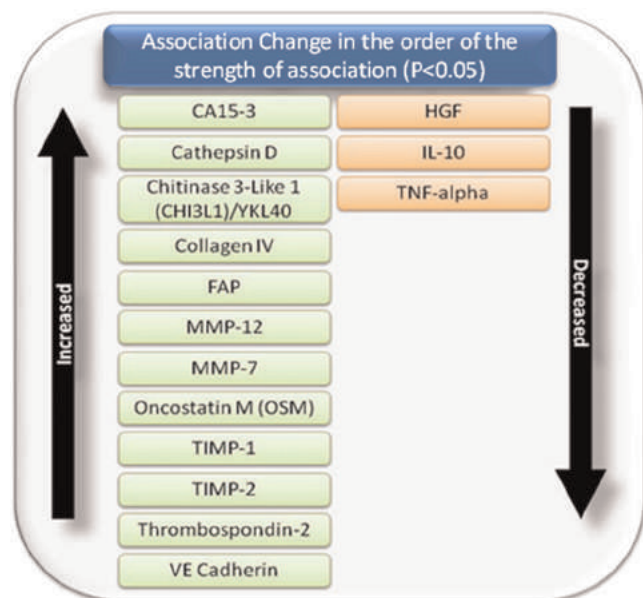 Association Change in the order of the
strength of association (P<0.05)
CA15-3
HGF
Cathepsin D
IL-10
Chitinase 3-Like 1
(CHI3L1)/YKL40
TNF-alpha
Collagen IV
FAP
MMP-12
MMP-7
Oncostatin M (OSM)
TIMP-1
TIMP-2
Thrombospondin-2
VE Cadherin
Increased
Decreased